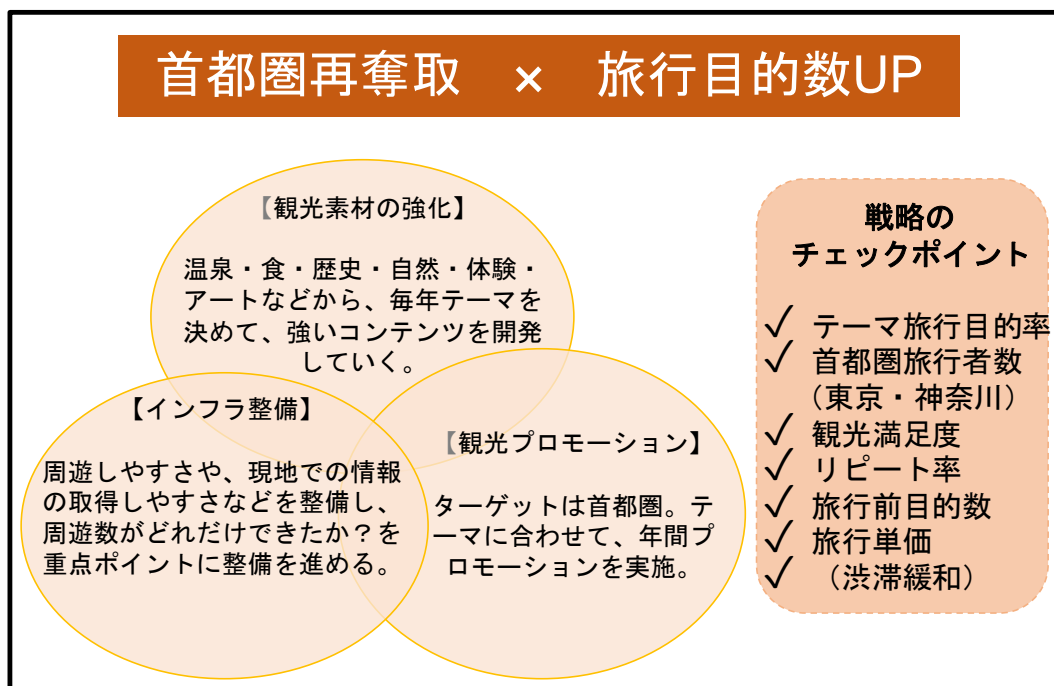 首都圏再奪取　×　旅行目的数UP
【観光素材の強化】
温泉・食・歴史・自然・体験・
アートなどから、毎年テーマを
決めて、強いコンテンツを開発
していく。
【インフラ整備】
周遊しやすさや、現地での情報
の取得しやすさなどを整備し、
周遊数がどれだけできたか？を
重点ポイントに整備を進める。
【観光プロモーション】
ターゲットは首都圏。テ
ーマに合わせて、年間プ
ロモーションを実施。
戦略の
チェックポイント
✓ テーマ旅行目的率
✓ 首都圏旅行者数
（東京・神奈川）
✓ 観光満足度
✓ リピート率
✓ 旅行前目的数
✓ 旅行単価
✓ （渋滞緩和）